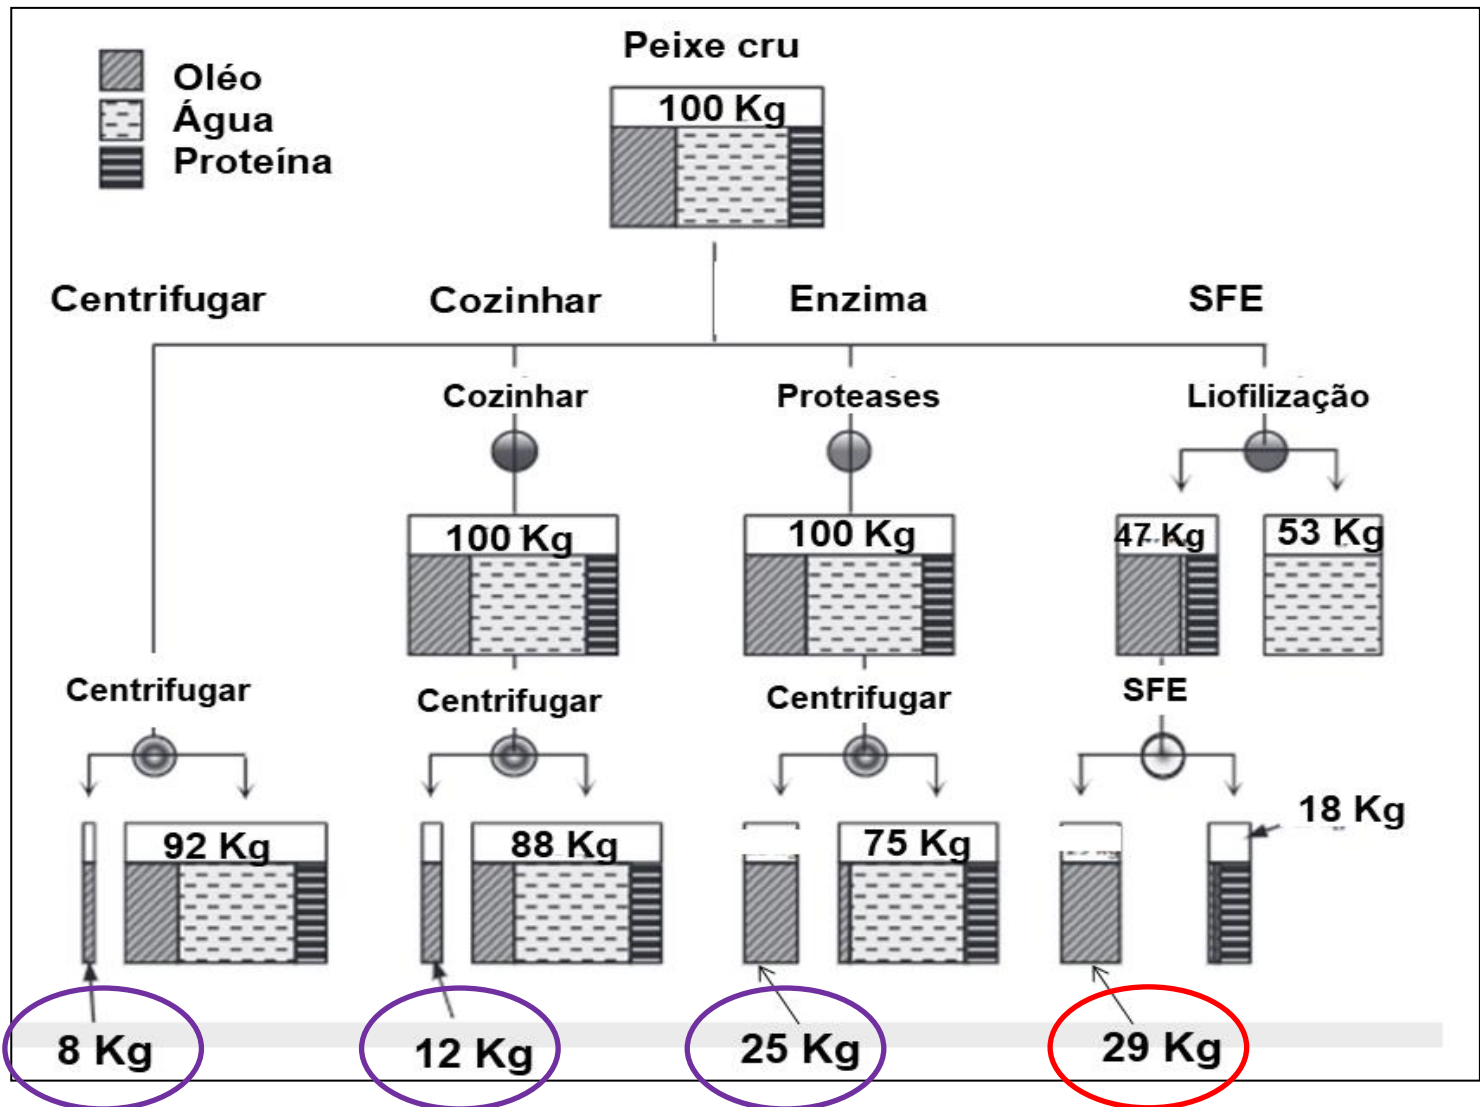 Peixe cru
100 Kg
Oléo
Água
Proteína
Centrifugar
Cozinhar
Enzima
SFE
Cozinhar
Proteases
Liofilização
100 Kg
100 Kg
47 Kg
53 Kg
Centrifugar
Centrifugar
Centrifugar
SFE
92 Kg
88 Kg
75 Kg
18 Kg
8 Kg
12 Kg
25 Kg
29 Kg